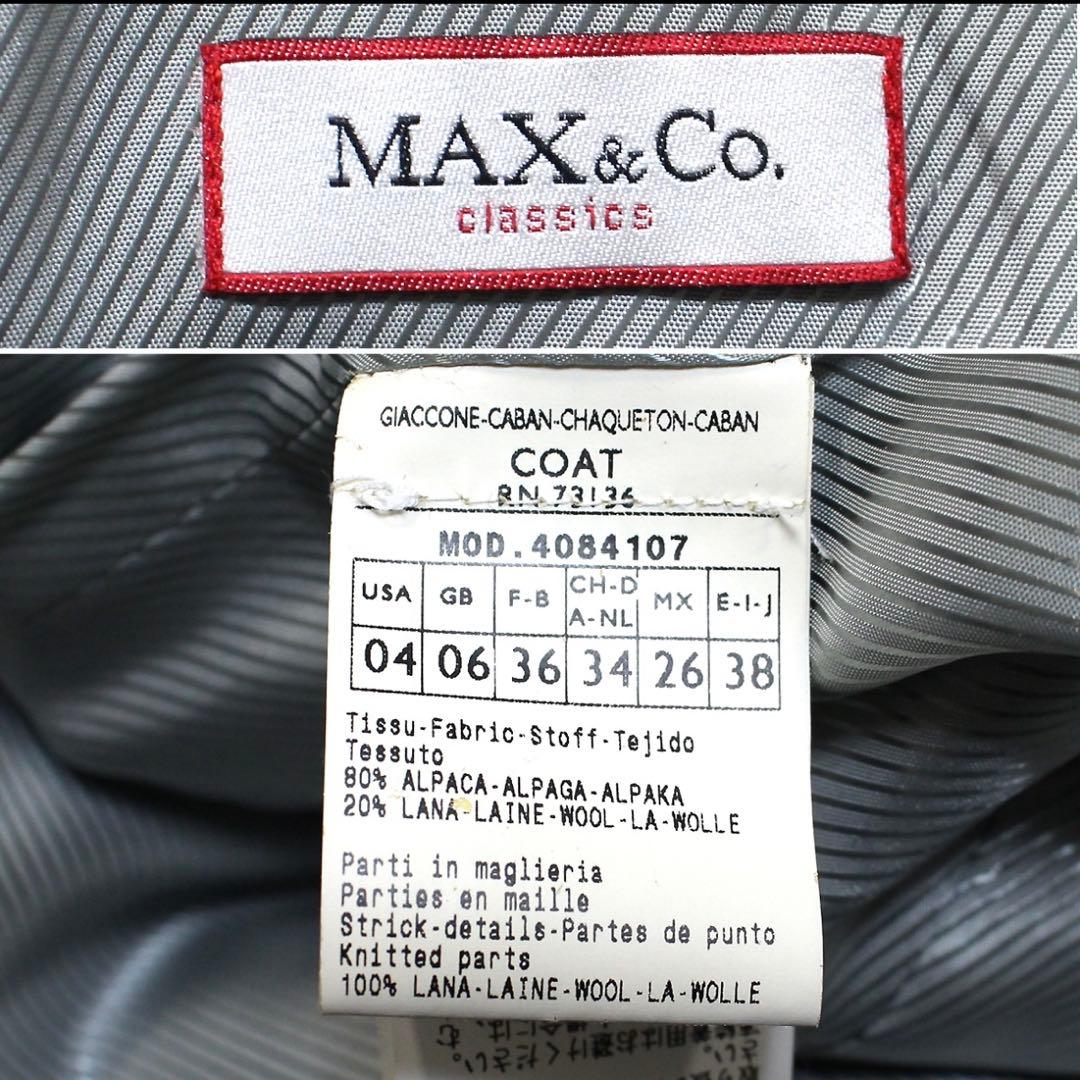 MAX&Co.
classics
GIACCONE-CABAN-CHAQUETON-CABAN
COAT
RN 73136
MOD.4084107
USA GB F-B CH-D A-NL MX E-I-J
04 06 36 34 26 38
Tissu-Fabric-Stoff-Tejido
Tessuto
80% ALPACA-ALPAGA-ALPAKA
20% LANA-LAINE-WOOL-LA-WOLLE
Parti in maglieria
Parties en maille
Strick-details-Partes de punto
Knitted parts
100% LANA-LAINE-WOOL-LA-WOLLE